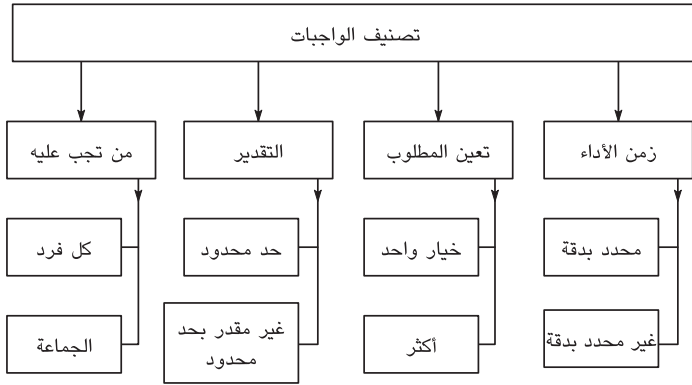 تصنيف الواجبات
زمن الأداء
تعين المطلوب
التقدير
من تجب عليه
محدد بدقة
خيار واحد
حد محدود
كل فرد
غير محدد بدقة
أكثر
غير مقدر بحد
محدود
الجماعة